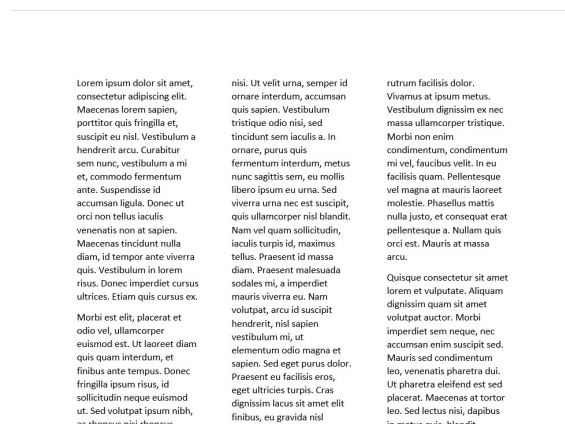 Lorem ipsum dolor sit amet,
consectetur adipiscing elit.
Maecenas lorem sapien,
porttitor quis fringilla et,
suscipit eu nisl. Vestibulum a
hendrerit arcu. Curabitur
sem nunc, vestibulum a mi
et, commodo fermentum
ante. Suspendisse id
accumsan ligula. Donec ut
orci non tellus iaculis
venenatis non at sapien.
Maecenas tincidunt nulla
diam, id tempor ante viverra
quis. Vestibulum in lorem
risus. Donec imperdiet cursus
ultrices. Etiam quis cursus ex.
Morbi est elit, placerat et
odio vel, ullamcorper
euismod est. Ut laoreet diam
quis quam interdum, et
finibus ante tempus. Donec
fringilla ipsum risus, id
sollicitudin neque euismod
ut. Sed volutpat ipsum nibh,
ac rhoncus nisi rhoncus
nisi. Ut velit urna, semper id
ornare interdum, accumsan
quis sapien. Vestibulum
tristique odio nisi, sed
tincidunt sem iaculis a. In
ornare, purus quis
fermentum interdum, metus
nunc sagittis sem, eu mollis
libero ipsum eu urna. Sed
viverra urna nec est suscipit,
quis ullamcorper nisl blandit.
Nam vel quam sollicitudin,
iaculis turpis id, maximus
tellus. Praesent id massa
diam. Praesent malesuada
sodales mi, a imperdiet
mauris viverra eu. Nam
volutpat, arcu id suscipit
hendrerit, nisl sapien
vestibulum mi, ut
elementum odio magna et
sapien. Sed eget purus dolor.
Praesent eu facilisis eros,
eget ultricies turpis. Cras
dignissim lacus sit amet elit
finibus, eu gravida nisl
rutrum facilisis dolor.
Vivamus at ipsum metus.
Vestibulum dignissim ex nec
massa ullamcorper tristique.
Morbi non enim
condimentum, condimentum
mi vel, faucibus velit. In eu
facilisis quam. Pellentesque
vel magna at mauris laoreet
molestie. Phasellus mattis
nulla justo, et consequat erat
pellentesque a. Nullam quis
orci est. Mauris at massa
arcu.
Quisque consectetur sit amet
lorem et vulputate. Aliquam
dignissim quam sit amet
volutpat auctor. Morbi
imperdiet sem neque, nec
accumsan enim suscipit sed.
Mauris sed condimentum
leo, venenatis pharetra dui.
Ut pharetra eleifend est sed
placerat. Maecenas at tortor
leo. Sed lectus nisi, dapibus
in metus quis, blandit